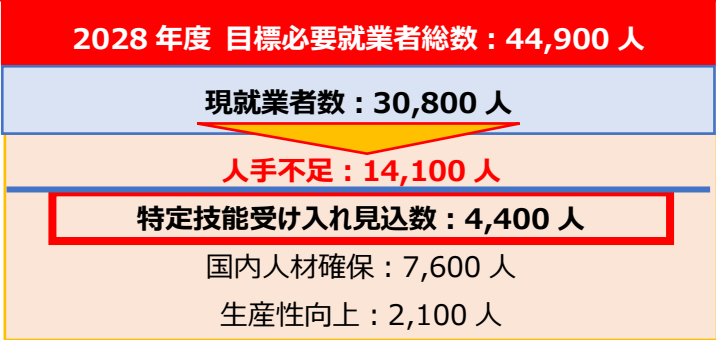 2028 年度 目標必要就業者総数：44,900 人
現就業者数：30,800 人
人手不足：14,100 人
特定技能受け入れ見込数：4,400 人
国内人材確保：7,600 人
生産性向上：2,100 人